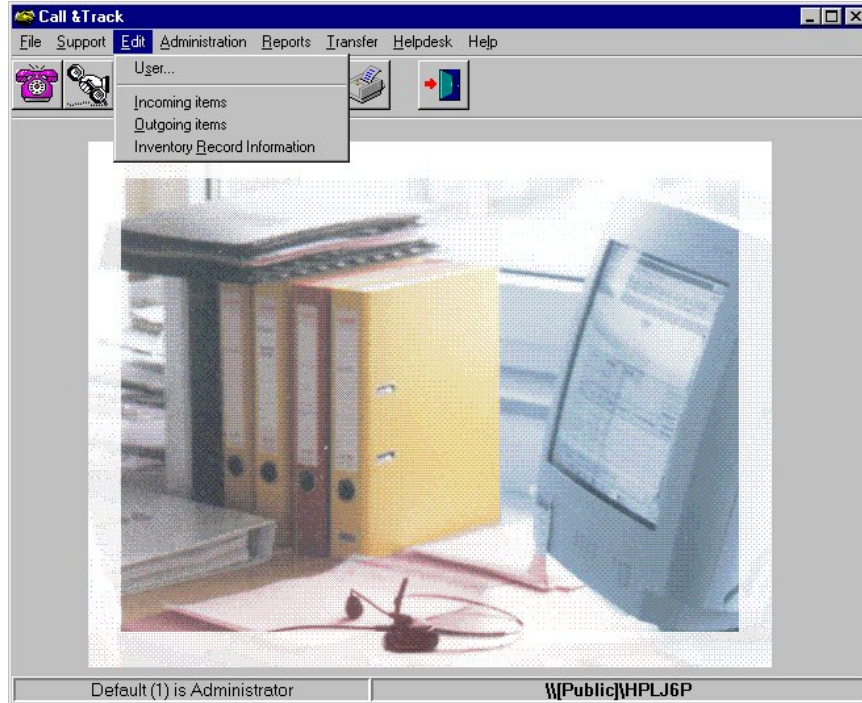 Call &Track
File Support Edit Administration Reports Transfer Helpdesk Help
User...
Incoming items
Outgoing items
Inventory Record Information
Default (1) is Administrator
\\[Public]\HPLJ6P